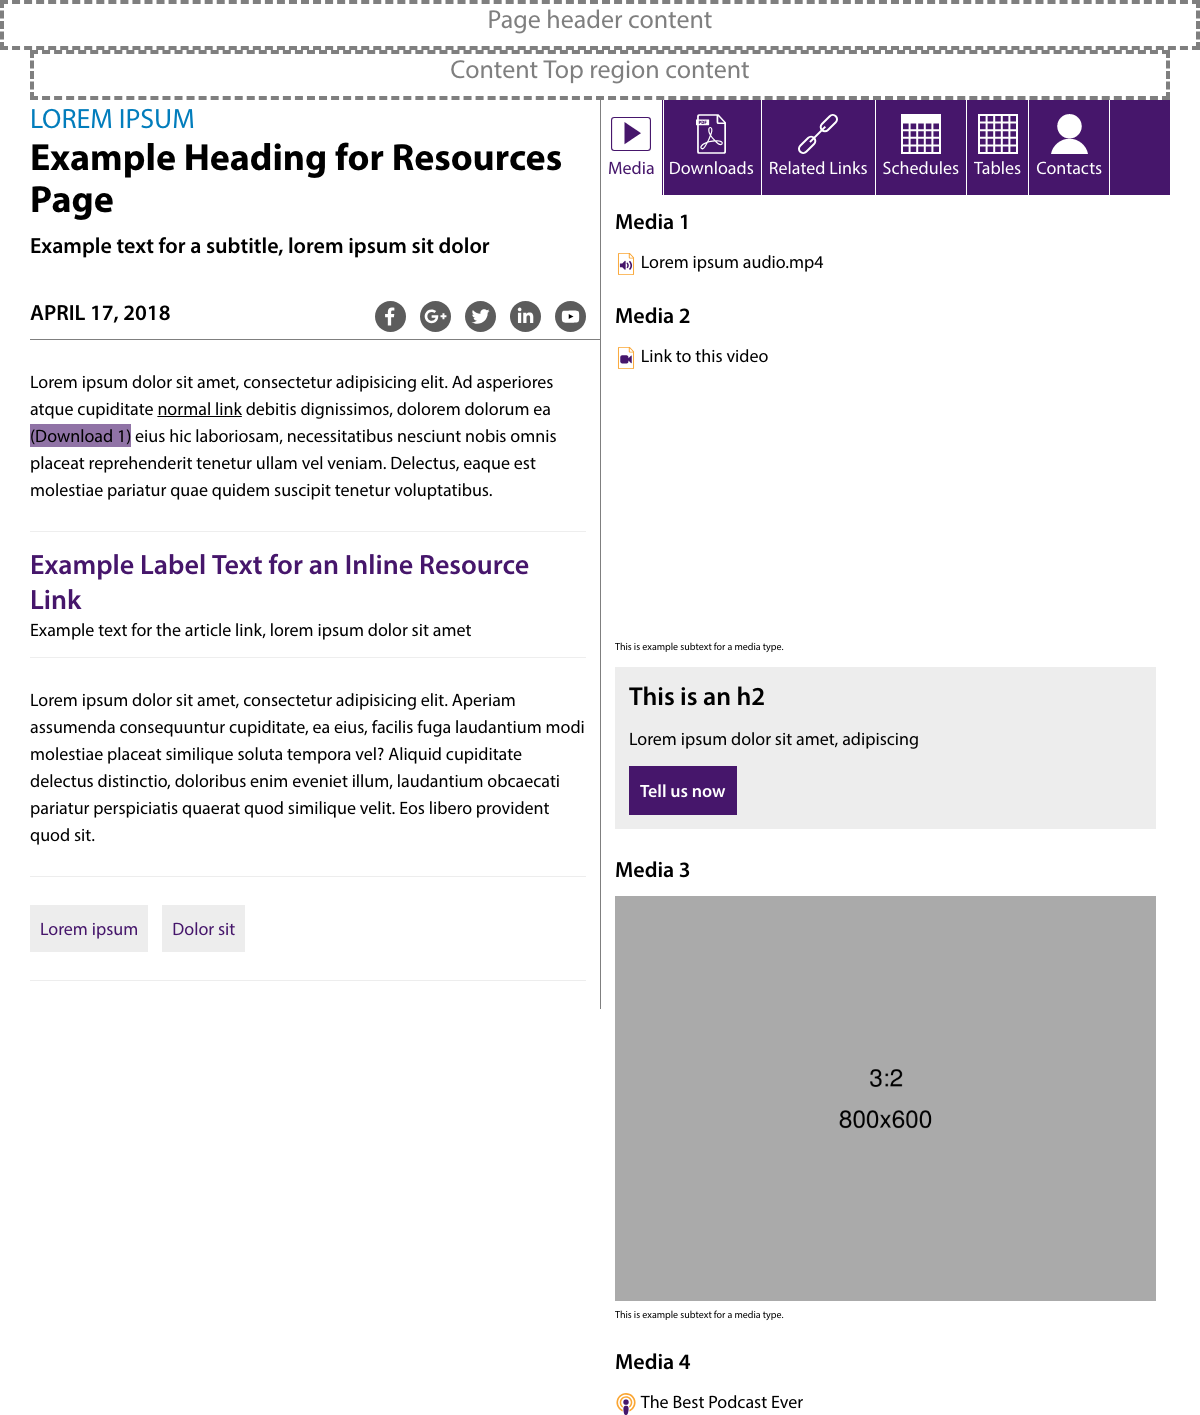 Page header content
Content Top region content
LOREM IPSUM
Example Heading for Resources
Page
Example text for a subtitle, lorem ipsum sit dolor
APRIL 17, 2018
Lorem ipsum dolor sit amet, consectetur adipisicing elit. Ad asperiores
atque cupiditate normal link debitis dignissimos, dolorem dolorum ea
(Download 1) eius hic laboriosam, necessitatibus nesciunt nobis omnis
placeat reprehenderit tenetur ullam vel veniam. Delectus, eaque est
molestiae pariatur quae quidem suscipit tenetur voluptatibus.
Example Label Text for an Inline Resource
Link
Example text for the article link, lorem ipsum dolor sit amet
Lorem ipsum dolor sit amet, consectetur adipisicing elit. Aperiam
assumenda consequuntur cupiditate, ea eius, facilis fuga laudantium modi
molestiae placeat similique soluta tempora vel? Aliquid cupiditate
delectus distinctio, doloribus enim eveniet illum, laudantium obcaecati
pariatur perspiciatis quaerat quod similique velit. Eos libero provident
quod sit.
Lorem ipsum Dolor sit
PDF
Media Downloads Related Links Schedules Tables Contacts
Media 1
Lorem ipsum audio.mp4
Media 2
Link to this video
This is example subtext for a media type.
This is an h2
Lorem ipsum dolor sit amet, adipiscing
Tell us now
Media 3
3:2
800x600
This is example subtext for a media type.
Media 4
The Best Podcast Ever